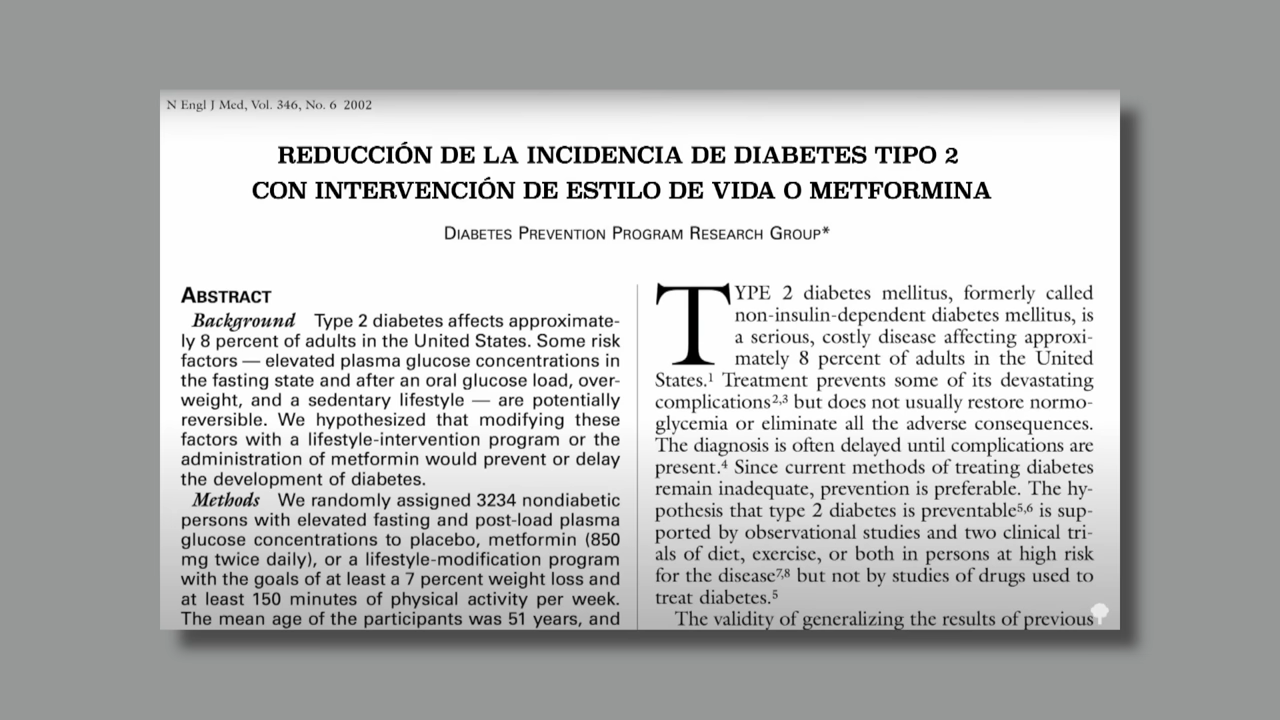 N Engl J Med, Vol. 346, No. 6 2002
REDUCCIÓN DE LA INCIDENCIA DE DIABETES TIPO 2
CON INTERVENCIÓN DE ESTILO DE VIDA O METFORMINA
DIABETES PREVENTION PROGRAM RESEARCH GROUP*
ABSTRACT
Background Type 2 diabetes affects approximate-
ly 8 percent of adults in the United States. Some risk
factors — elevated plasma glucose concentrations in
the fasting state and after an oral glucose load, over-
weight, and a sedentary lifestyle — are potentially
reversible. We hypothesized that modifying these
factors with a lifestyle-intervention program or the
administration of metformin would prevent or delay
the development of diabetes.
Methods We randomly assigned 3234 nondiabetic
persons with elevated fasting and post-load plasma
glucose concentrations to placebo, metformin (850
mg twice daily), or a lifestyle-modification program
with the goals of at least a 7 percent weight loss and
at least 150 minutes of physical activity per week.
The mean age of the participants was 51 years, and
TYPE 2 diabetes mellitus, formerly called
non-insulin-dependent diabetes mellitus, is
a serious, costly disease affecting approxi-
mately 8 percent of adults in the United
States.1 Treatment prevents some of its devastating
complications2,3 but does not usually restore normo-
glycemia or eliminate all the adverse consequences.
The diagnosis is often delayed until complications are
present.4 Since current methods of treating diabetes
remain inadequate, prevention is preferable. The hy-
pothesis that type 2 diabetes is preventable5,6 is sup-
ported by observational studies and two clinical tri-
als of diet, exercise, or both in persons at high risk
for the disease7,8 but not by studies of drugs used to
treat diabetes.5
The validity of generalizing the results of previous